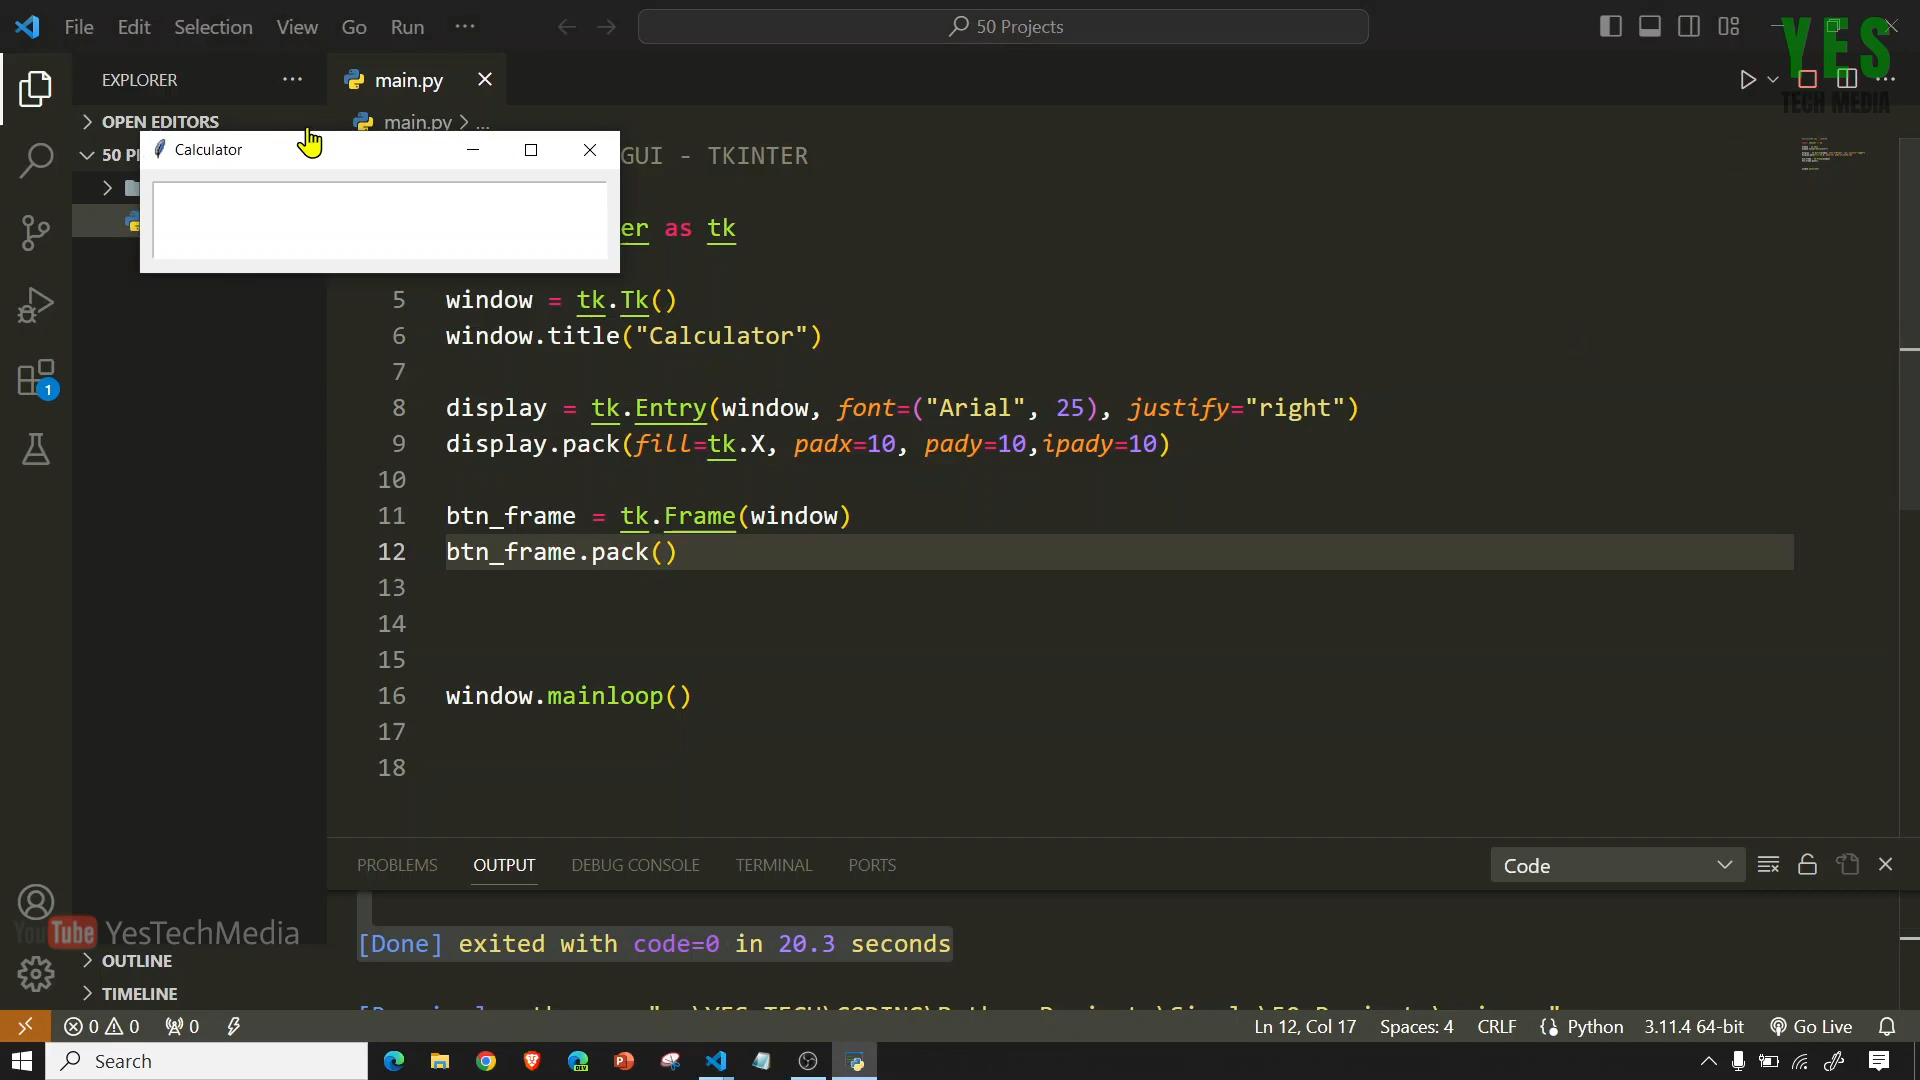 File Edit Selection View Go Run ...
50 Projects
YES
TECH MEDIA
EXPLORER ...
main.py
OPEN EDITORS
main.py > ...
50 P
Calculator
GUI - TKINTER
er as tk
5 window = tk.Tk()
6 window.title("Calculator")
7
8 display = tk.Entry(window, font=("Arial", 25), justify="right")
9 display.pack(fill=tk.X, padx=10, pady=10,ipady=10)
10
11 btn_frame = tk.Frame(window)
12 btn_frame.pack()
13
14
15
16 window.mainloop()
17
18
1
PROBLEMS OUTPUT DEBUG CONSOLE TERMINAL PORTS
Code
[Done] exited with code=0 in 20.3 seconds
YouTube YesTechMedia
OUTLINE
TIMELINE
0 0 0 Ln 12, Col 17 Spaces: 4 CRLF Python 3.11.4 64-bit Go Live
Search